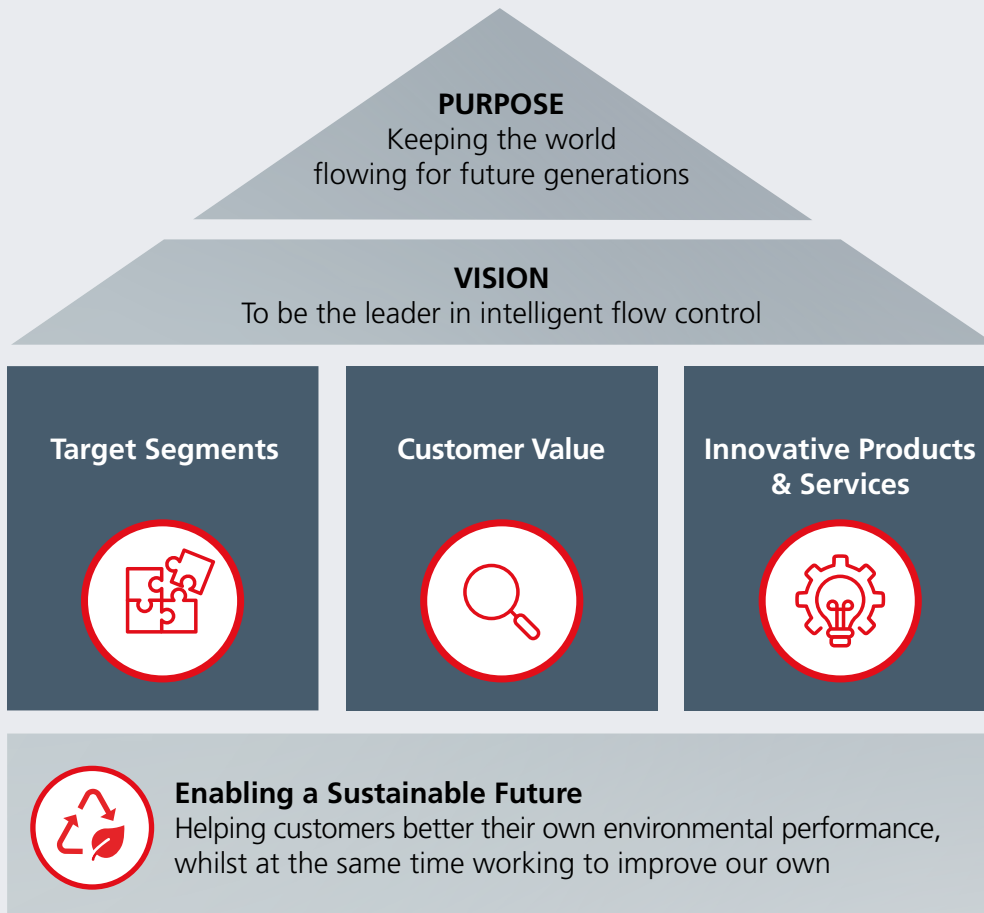 PURPOSE
Keeping the world
flowing for future generations
VISION
To be the leader in intelligent flow control
Target Segments
Customer Value
Innovative Products
& Services
Enabling a Sustainable Future
Helping customers better their own environmental performance,
whilst at the same time working to improve our own